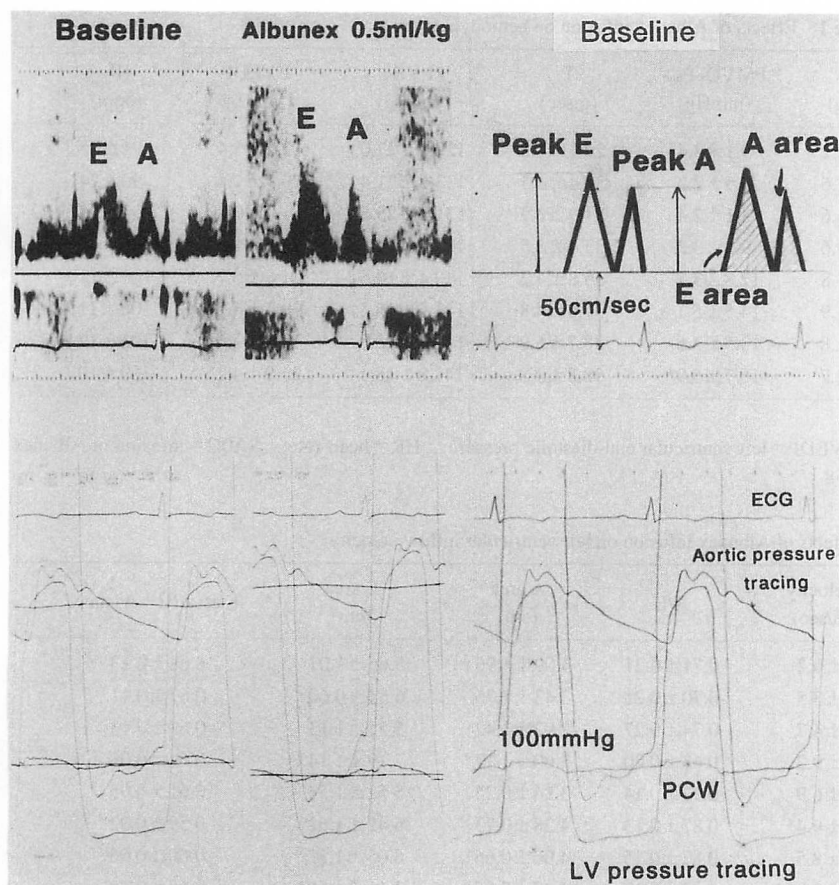 Baseline
Albunex 0.5ml/kg
Baseline
E A
E A
Peak E
Peak A
A area
E area
50cm/sec
ECG
Aortic pressure
tracing
100mmHg
PCW
LV pressure tracing